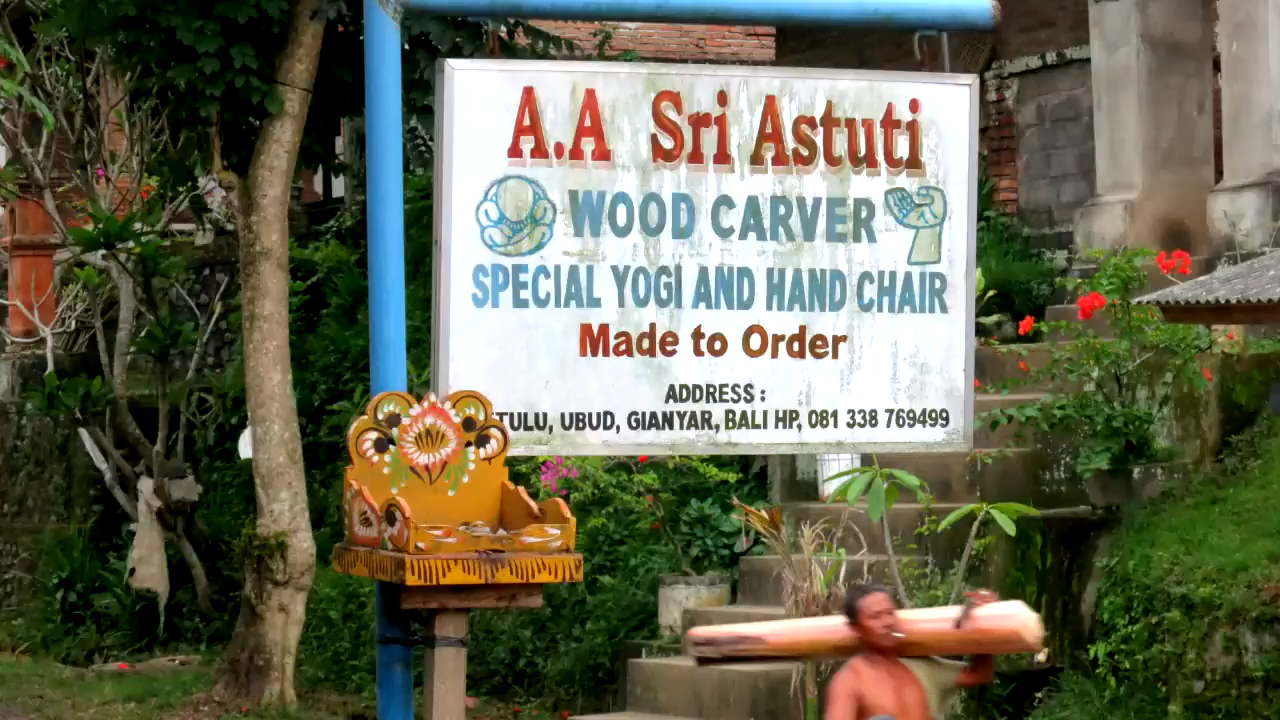 A.A Sri Astuti
WOOD CARVER
SPECIAL YOGI AND HAND CHAIR
Made to Order
ADDRESS :
UBUD, GIANYAR, BALI HP, 081 338 769499